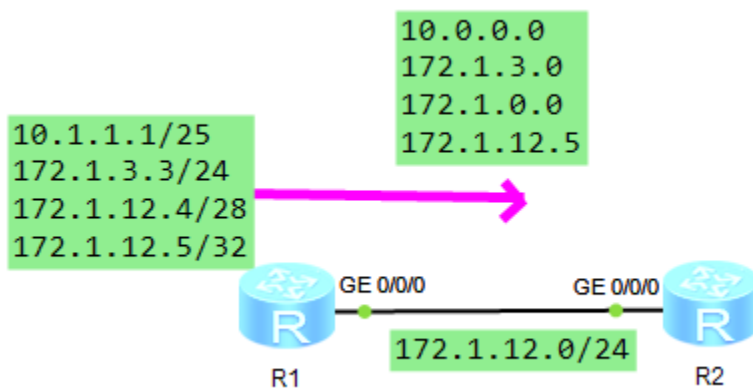 10.0.0.0
172.1.3.0
172.1.0.0
172.1.12.5
10.1.1.1/25
172.1.3.3/24
172.1.12.4/28
172.1.12.5/32
GE 0/0/0
GE 0/0/0
R
R
172.1.12.0/24
R1
R2